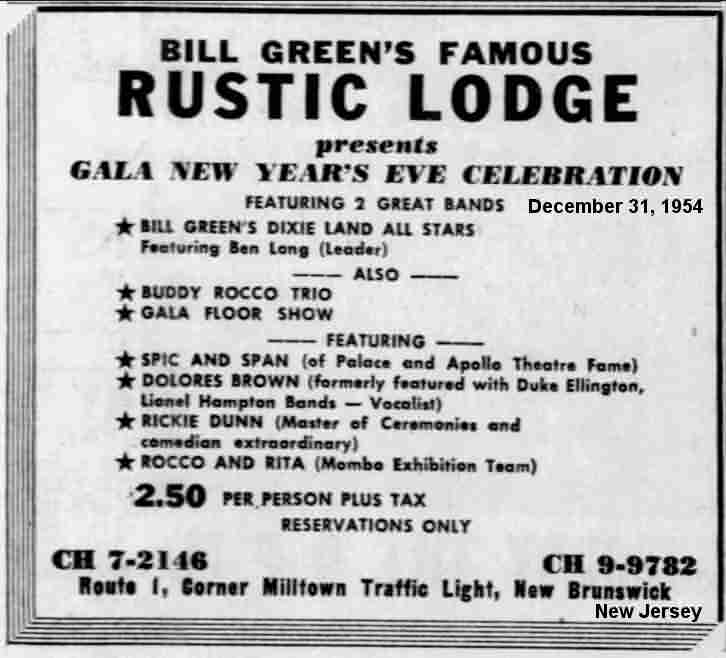 BILL GREEN'S FAMOUS
RUSTIC LODGE
presents
GALA NEW YEAR'S EVE CELEBRATION
FEATURING 2 GREAT BANDS December 31, 1954
★ BILL GREEN'S DIXIE LAND ALL STARS
Featuring Ben Long (Leader)
——— ALSO ———
★ BUDDY ROCCO TRIO
★ GALA FLOOR SHOW
——— FEATURING ———
★ SPIC AND SPAN (of Palace and Apollo Theatre Fame)
★ DOLORES BROWN (formerly featured with Duke Ellington,
Lionel Hampton Bands — Vocalist)
★ RICKIE DUNN (Master of Ceremonies and
comedian extraordinary)
★ ROCCO AND RITA (Mombo Exhibition Team)
2.50 PER PERSON PLUS TAX
RESERVATIONS ONLY
CH 7-2146 CH 9-9782
Route 1, Corner Milltown Traffic Light, New Brunswick
New Jersey